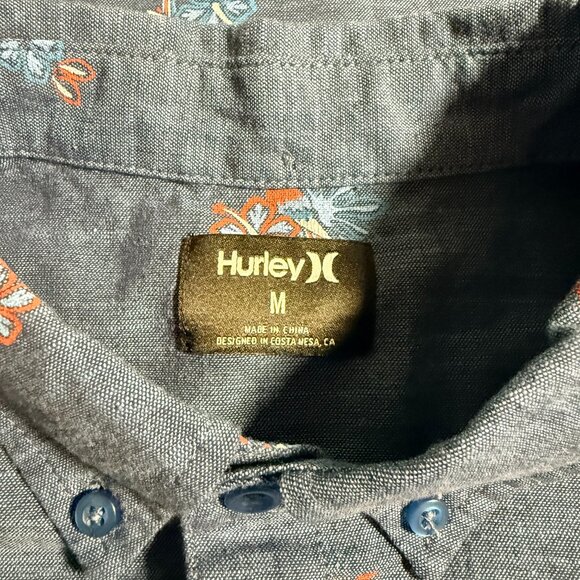 Hurley
M
MADE IN CHINA
DESIGNED IN COSTA MESA, CA